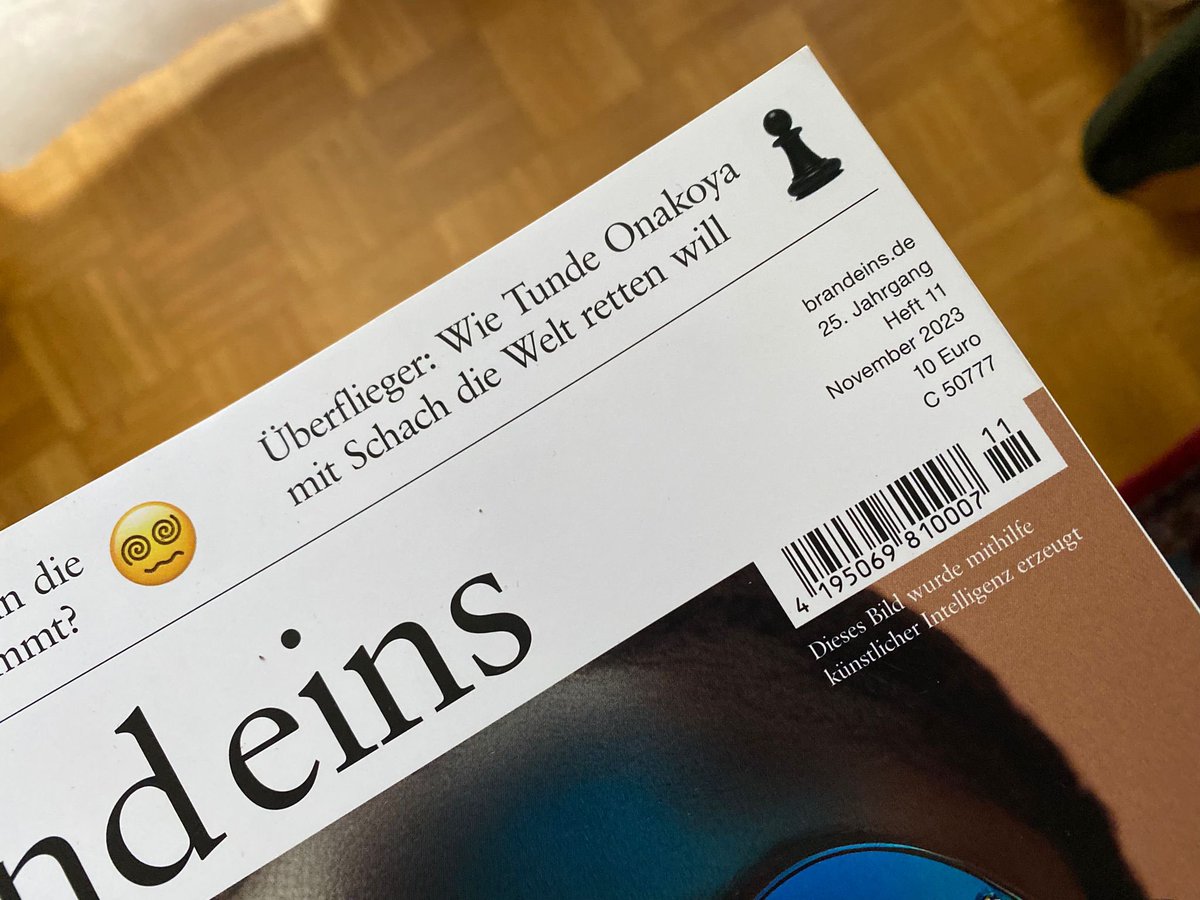 Überflieger: Wie Tunde Onakoya
mit Schach die Welt retten will
n die
mmt?
nd eins
brandeins.de
25. Jahrgang
Heft 11
November 2023
10 Euro
C 50777
11
4 195069 810007
Dieses Bild wurde mithilfe
künstlicher Intelligenz erzeugt